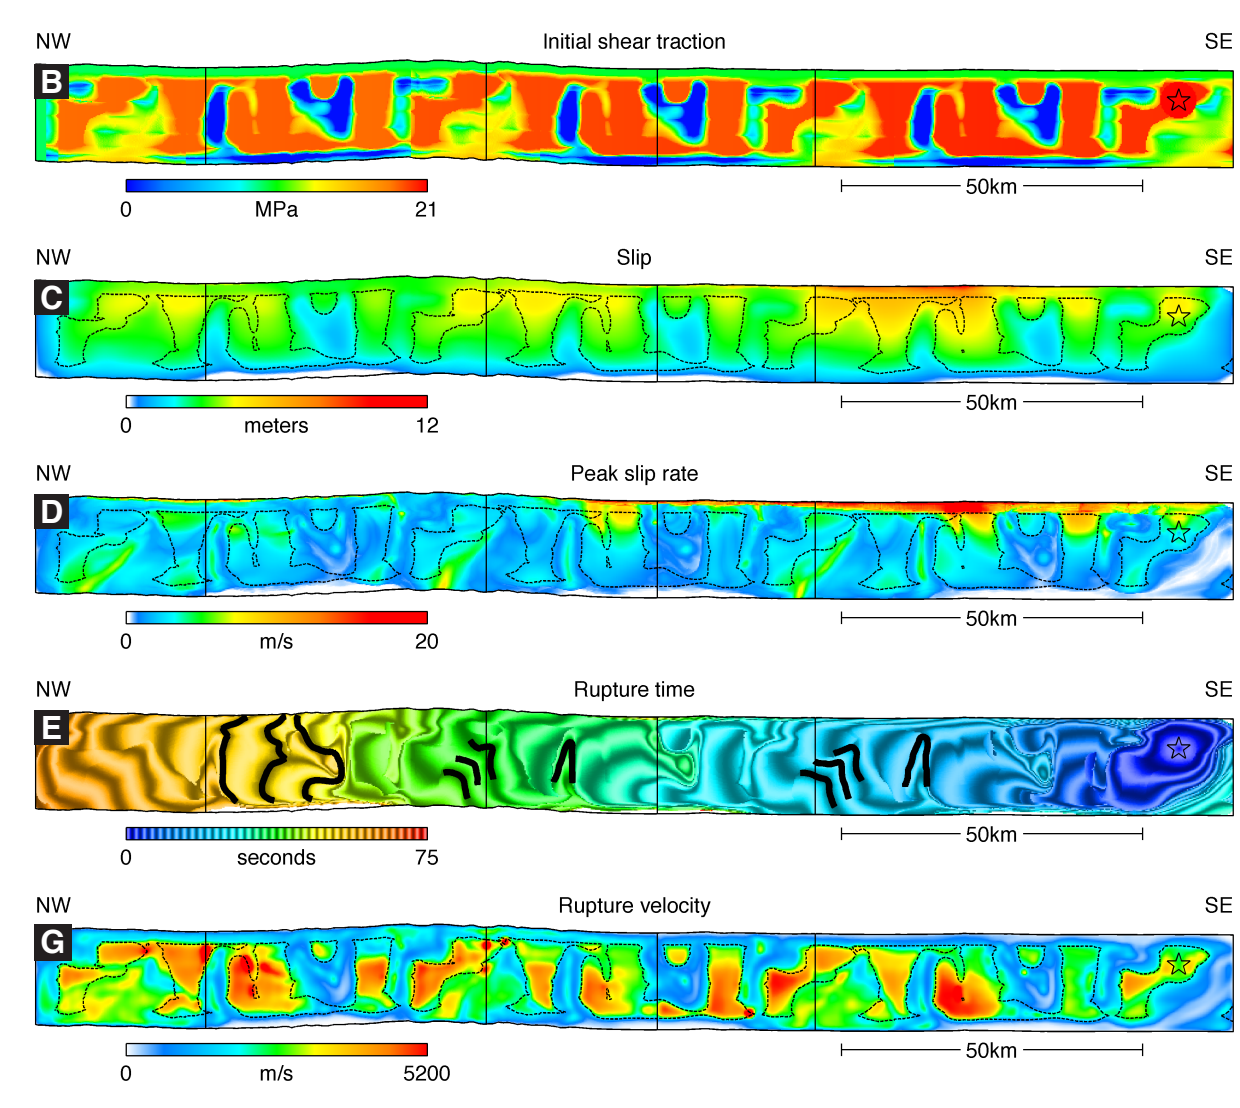 NW Initial shear traction SE
B
0 MPa 21
50km
NW Slip SE
C
0 meters 12
50km
NW Peak slip rate SE
D
0 m/s 20
50km
NW Rupture time SE
E
0 seconds 75
50km
NW Rupture velocity SE
G
0 m/s 5200
50km